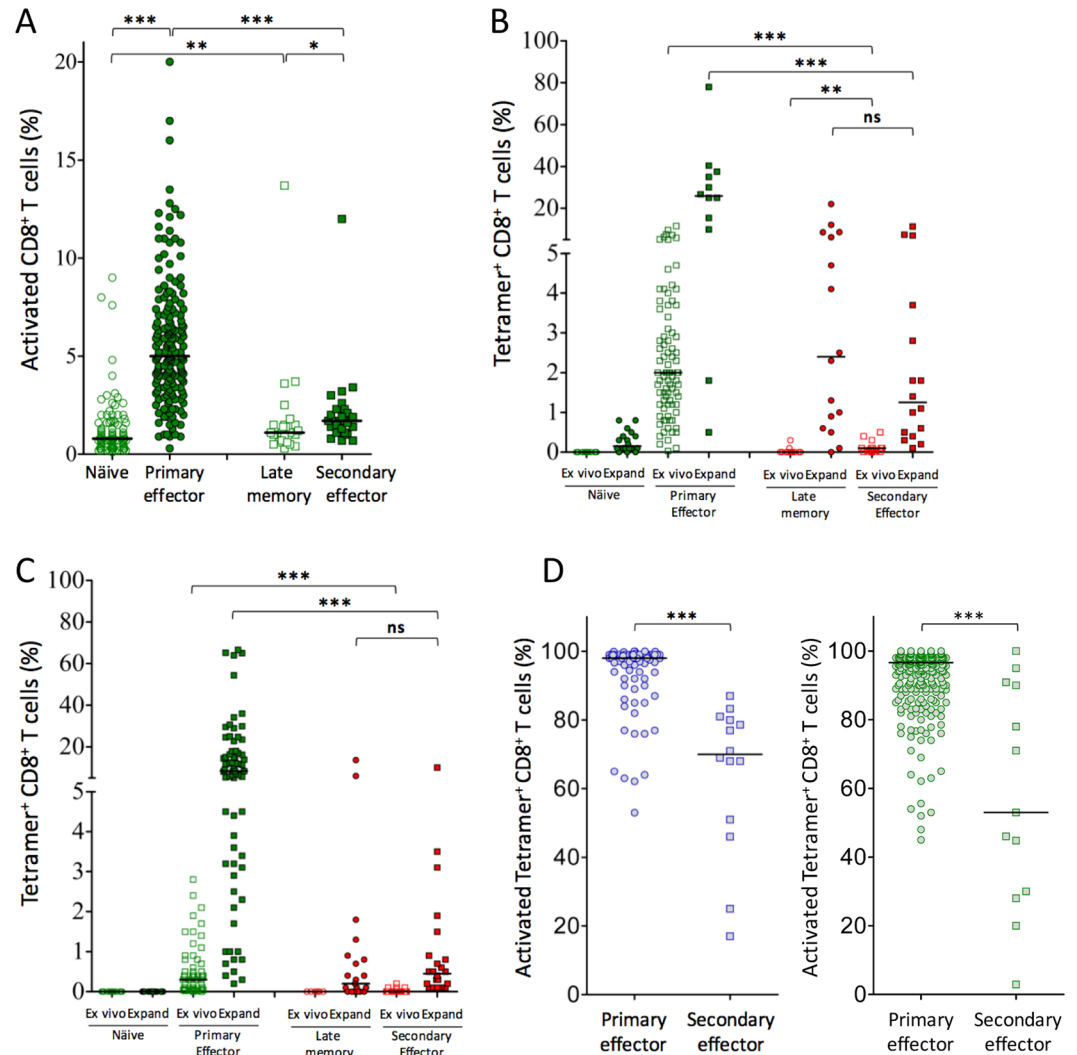 A
*** ***
** *
Activated CD8+ T cells (%)
20
15
10
5
0
Näive Primary effector Late memory Secondary effector
B
***
***
**
ns
Tetramer+ CD8+ T cells (%)
100
80
60
40
20
5
4
3
2
1
0
Ex vivo Expand Ex vivo Expand Ex vivo Expand Ex vivo Expand
Näive Primary Effector Late memory Secondary Effector
C
***
***
ns
Tetramer+ CD8+ T cells (%)
100
80
60
40
20
5
4
3
2
1
0
Ex vivo Expand Ex vivo Expand Ex vivo Expand Ex vivo Expand
Näive Primary Effector Late memory Secondary Effector
D
***
Activated Tetramer+ CD8+ T cells (%)
100
80
60
40
20
0
Primary effector Secondary effector
***
Activated Tetramer+ CD8+ T cells (%)
100
80
60
40
20
0
Primary effector Secondary effector